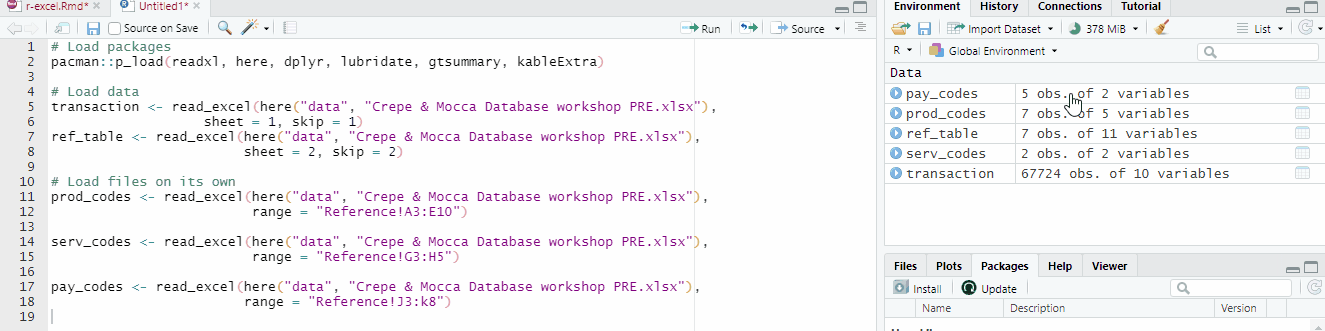 r-excel.Rmd* Untitled1*
Source on Save Run Source
1 # Load packages
2 pacman::p_load(readxl, here, dplyr, lubridate, gtsummary, kableExtra)
3
4 # Load data
5 transaction <- read_excel(here("data", "Crepe & Mocca Database workshop PRE.xlsx"),
6 sheet = 1, skip = 1)
7 ref_table <- read_excel(here("data", "Crepe & Mocca Database workshop PRE.xlsx"),
8 sheet = 2, skip = 2)
9
10 # Load files on its own
11 prod_codes <- read_excel(here("data", "Crepe & Mocca Database workshop PRE.xlsx"),
12 range = "Reference!A3:E10")
13
14 serv_codes <- read_excel(here("data", "Crepe & Mocca Database workshop PRE.xlsx"),
15 range = "Reference!G3:H5")
16
17 pay_codes <- read_excel(here("data", "Crepe & Mocca Database workshop PRE.xlsx"),
18 range = "Reference!J3:k8")
19
Environment History Connections Tutorial
Import Dataset 378 MiB List
R Global Environment
Data
pay_codes 5 obs. of 2 variables
prod_codes 7 obs. of 5 variables
ref_table 7 obs. of 11 variables
serv_codes 2 obs. of 2 variables
transaction 67724 obs. of 10 variables
Files Plots Packages Help Viewer
Install Update
Name Description Version